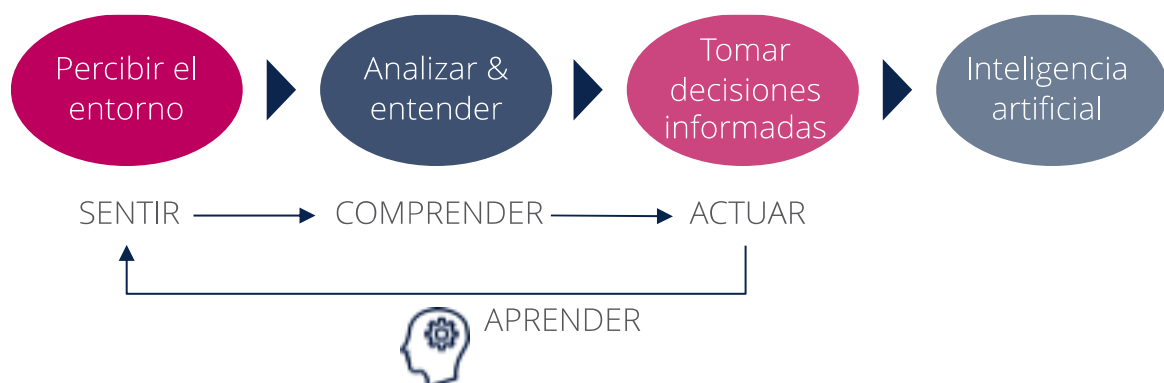 Percibir el
entorno
Analizar &
entender
Tomar
decisiones
informadas
Inteligencia
artificial
SENTIR
COMPRENDER
ACTUAR
APRENDER